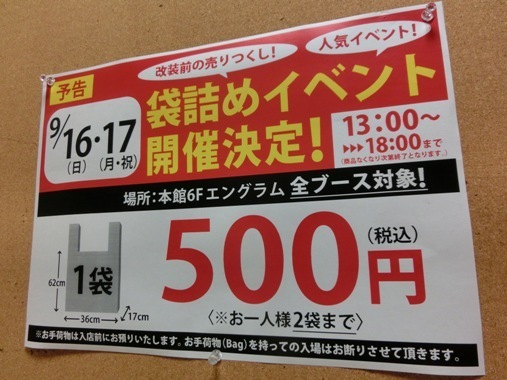 改装前の売りつくし!
人気イベント!
予告
9/16・17
(日) (月・祝)
袋詰めイベント
開催決定!
13:00～
▸▸▸18:00まで
(商品なくなり次第終了となります。)
場所:本館6Fエングラム 全ブース対象!
1袋
62cm
36cm
17cm
500円
(税込)
〈※お一人様2袋まで〉
※お手荷物は入店前にお預りいたします。お手荷物(Bag)を持っての入場はお断りさせて頂きます。